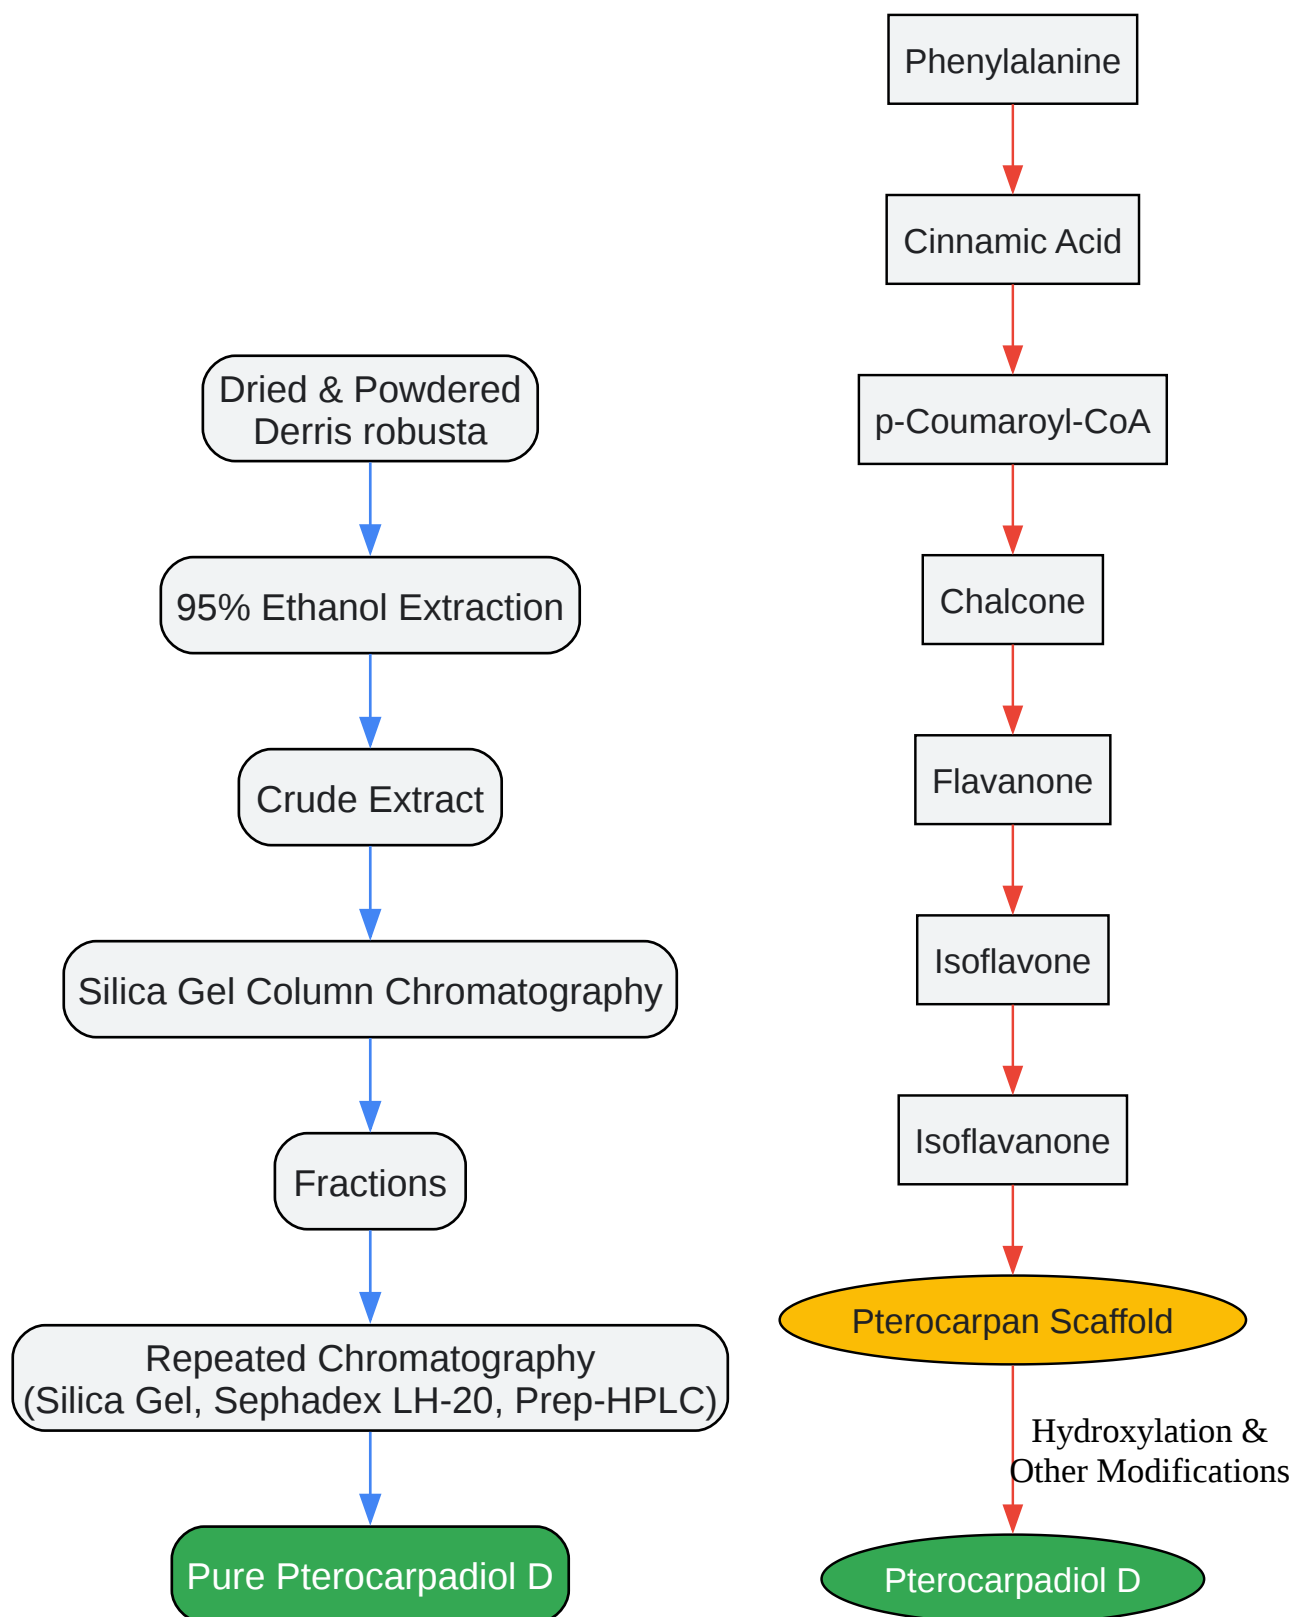 Dried & Powdered
Derris robusta
95% Ethanol Extraction
Crude Extract
Silica Gel Column Chromatography
Fractions
Repeated Chromatography
(Silica Gel, Sephadex LH-20, Prep-HPLC)
Pure Pterocarpadiol D
Phenylalanine
Cinnamic Acid
p-Coumaroyl-CoA
Chalcone
Flavanone
Isoflavone
Isoflavanone
Pterocarpan Scaffold
Hydroxylation &
Other Modifications
Pterocarpadiol D